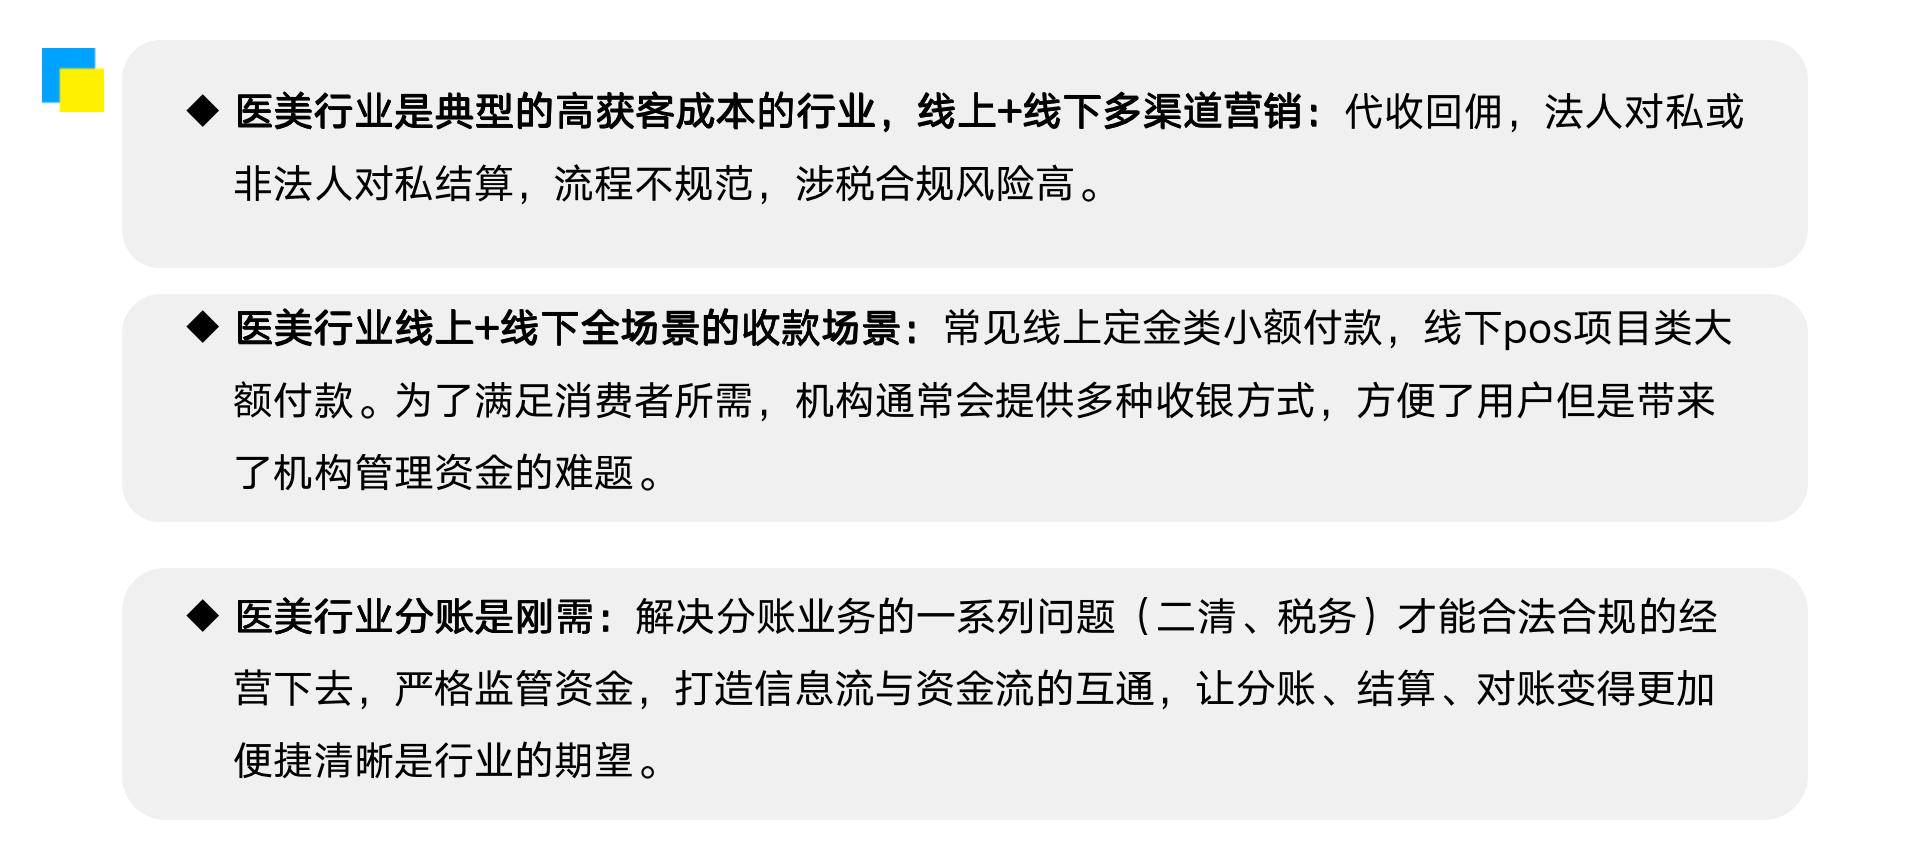 ◆ 医美行业是典型的高获客成本的行业，线上+线下多渠道营销：代收回佣，法人对私或
非法人对私结算，流程不规范，涉税合规风险高。
◆ 医美行业线上+线下全场景的收款场景：常见线上定金类小额付款，线下pos项目类大
额付款。为了满足消费者所需，机构通常会提供多种收银方式，方便了用户但是带来
了机构管理资金的难题。
◆ 医美行业分账是刚需：解决分账业务的一系列问题（二清、税务）才能合法合规的经
营下去，严格监管资金，打造信息流与资金流的互通，让分账、结算、对账变得更加
便捷清晰是行业的期望。